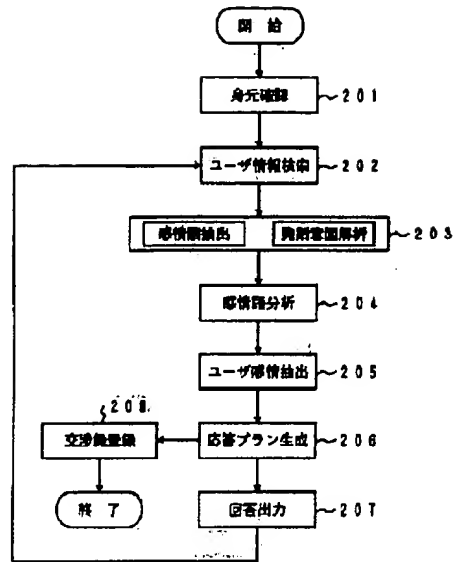 開 始
身元確認 201
ユーザ情報検索 202
感情語抽出 発話意図解析 203
感情語分析 204
ユーザ感情抽出 205
208
交渉録登録
応答プラン生成 206
終 了
回答出力 207